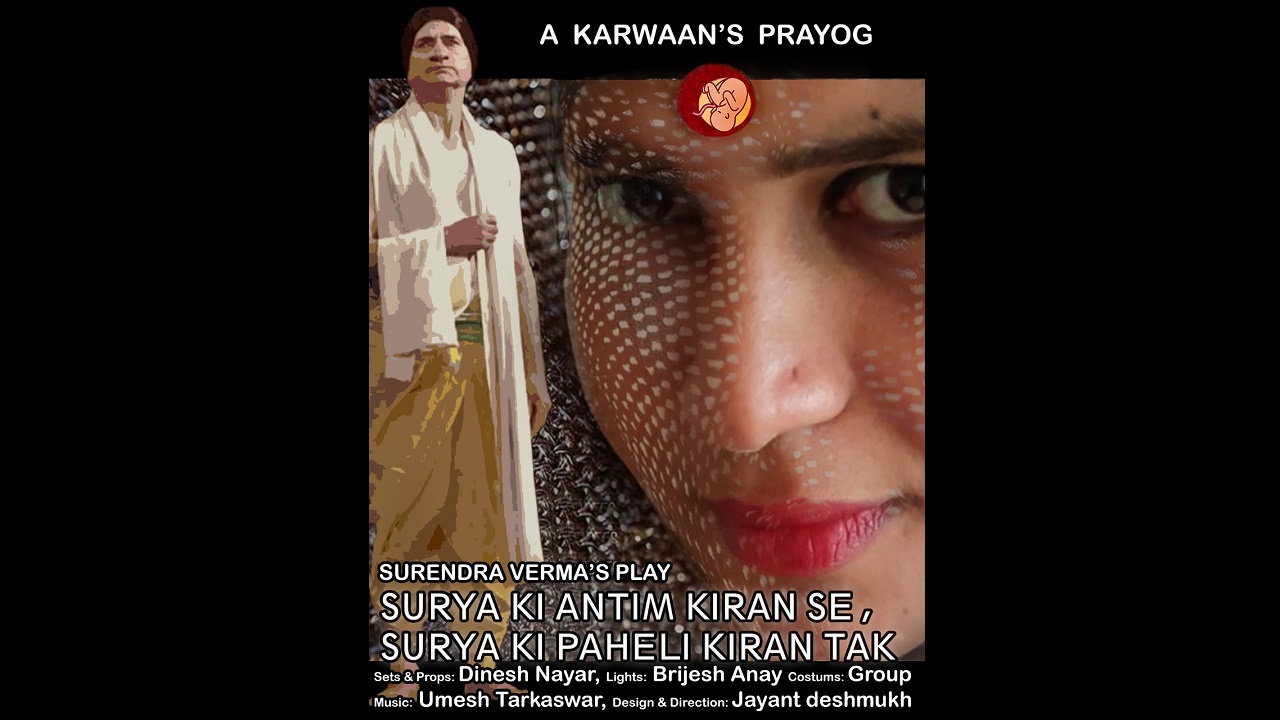 A KARWAAN'S PRAYOG
SURENDRA VERMA'S PLAY
SURYA KI ANTIM KIRAN SE ,
SURYA KI PAHELI KIRAN TAK
Sets & Props: Dinesh Nayar, Lights: Brijesh Anay Costums: Group
Music: Umesh Tarkaswar, Design & Direction: Jayant deshmukh